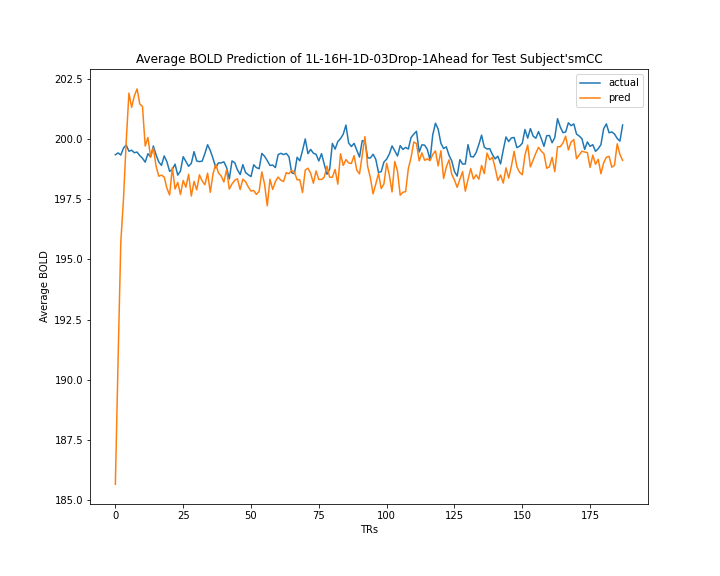 Average BOLD Prediction of 1L-16H-1D-03Drop-1Ahead for Test Subject'smCC
202.5
200.0
197.5
195.0
192.5
190.0
187.5
185.0
Average BOLD
actual
pred
0 25 50 75 100 125 150 175
TRs